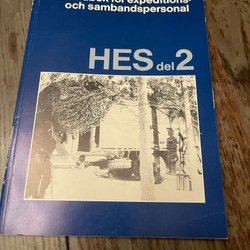 för expeditions-
och sambandspersonal
HES del 2